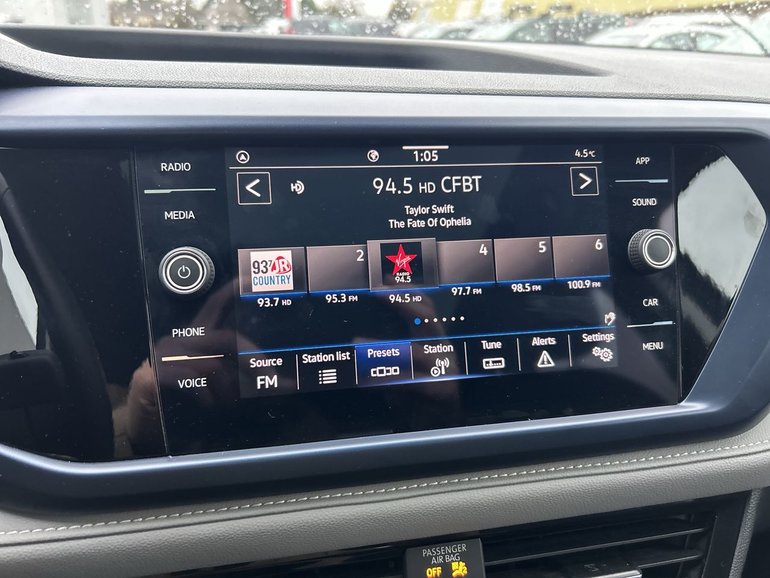 1:05
4.5°C
RADIO
MEDIA
PHONE
VOICE
94.5 HD CFBT
Taylor Swift
The Fate Of Ophelia
93.7 JR
COUNTRY
2
Virgin
RADIO
94.5
4
5
6
93.7 HD
95.3 FM
94.5 HD
97.7 FM
98.5 FM
100.9 FM
Source
FM
Station list
Presets
Station
Tune
Alerts
Settings
APP
SOUND
CAR
MENU
PASSENGER
AIR BAG
OFF